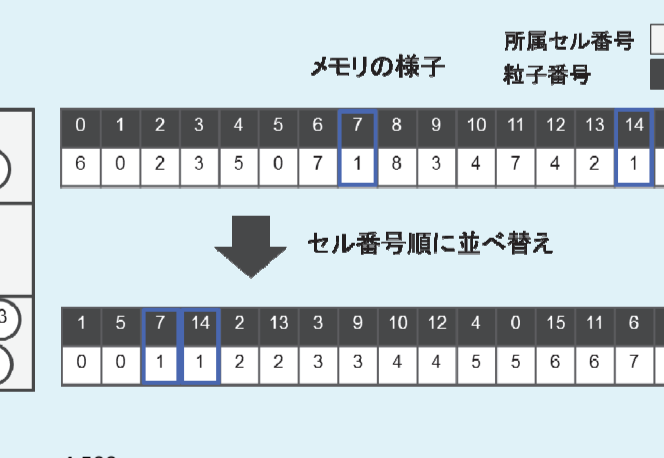 所属セル番号
メモリの様子
粒子番号
0 1 2 3 4 5 6 7 8 9 10 11 12 13 14
6 0 2 3 5 0 7 1 8 3 4 7 4 2 1
セル番号順に並べ替え
3
1 5 7 14 2 13 3 9 10 12 4 0 15 11 6
0 0 1 1 2 2 3 3 4 4 5 5 6 6 7